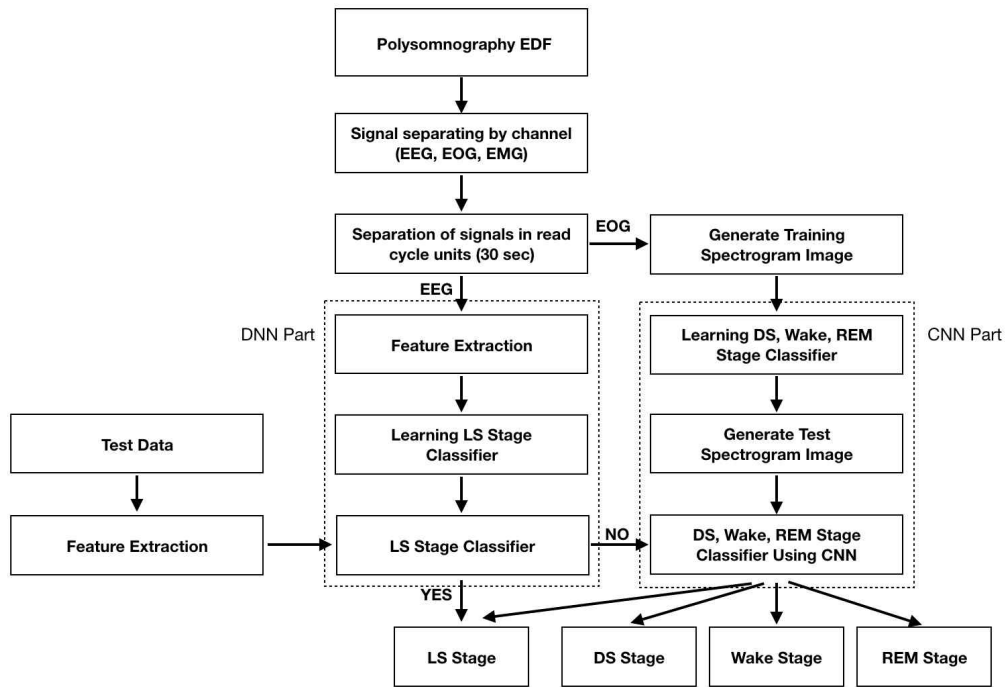 Polysomnography EDF
Signal separating by channel
(EEG, EOG, EMG)
Separation of signals in read
cycle units (30 sec)
EOG
Generate Training
Spectrogram Image
EEG
DNN Part
Feature Extraction
Learning DS, Wake, REM
Stage Classifier
CNN Part
Test Data
Learning LS Stage
Classifier
Generate Test
Spectrogram Image
Feature Extraction
LS Stage Classifier
NO
DS, Wake, REM Stage
Classifier Using CNN
YES
LS Stage
DS Stage
Wake Stage
REM Stage